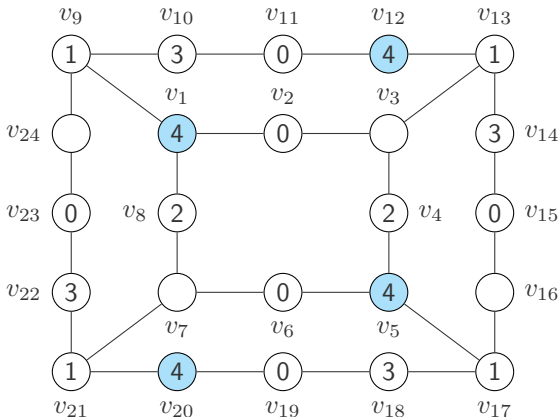 v9 v10 v11 v12 v13
1 3 0 4 1
v1 v2 v3
v24 4 0 3 v14
v23 0 v8 2 2 v4 0 v15
v22 3 0 4 v16
v7 v6 v5
1 4 0 3 1
v21 v20 v19 v18 v17